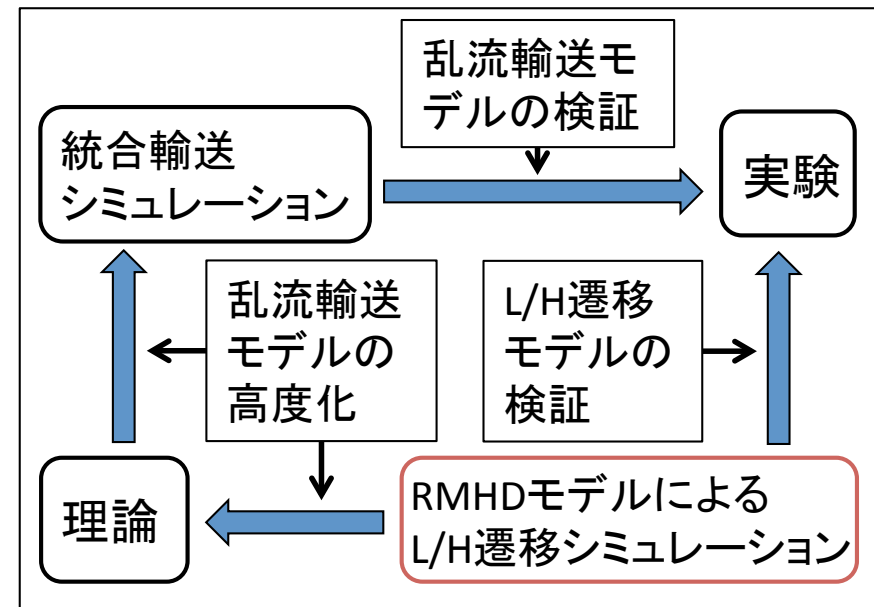 乱流輸送モ
デルの検証
統合輸送
シミュレーション
実験
乱流輸送
モデルの
高度化
L/H遷移
モデルの
検証
理論
RMHDモデルによる
L/H遷移シミュレーション